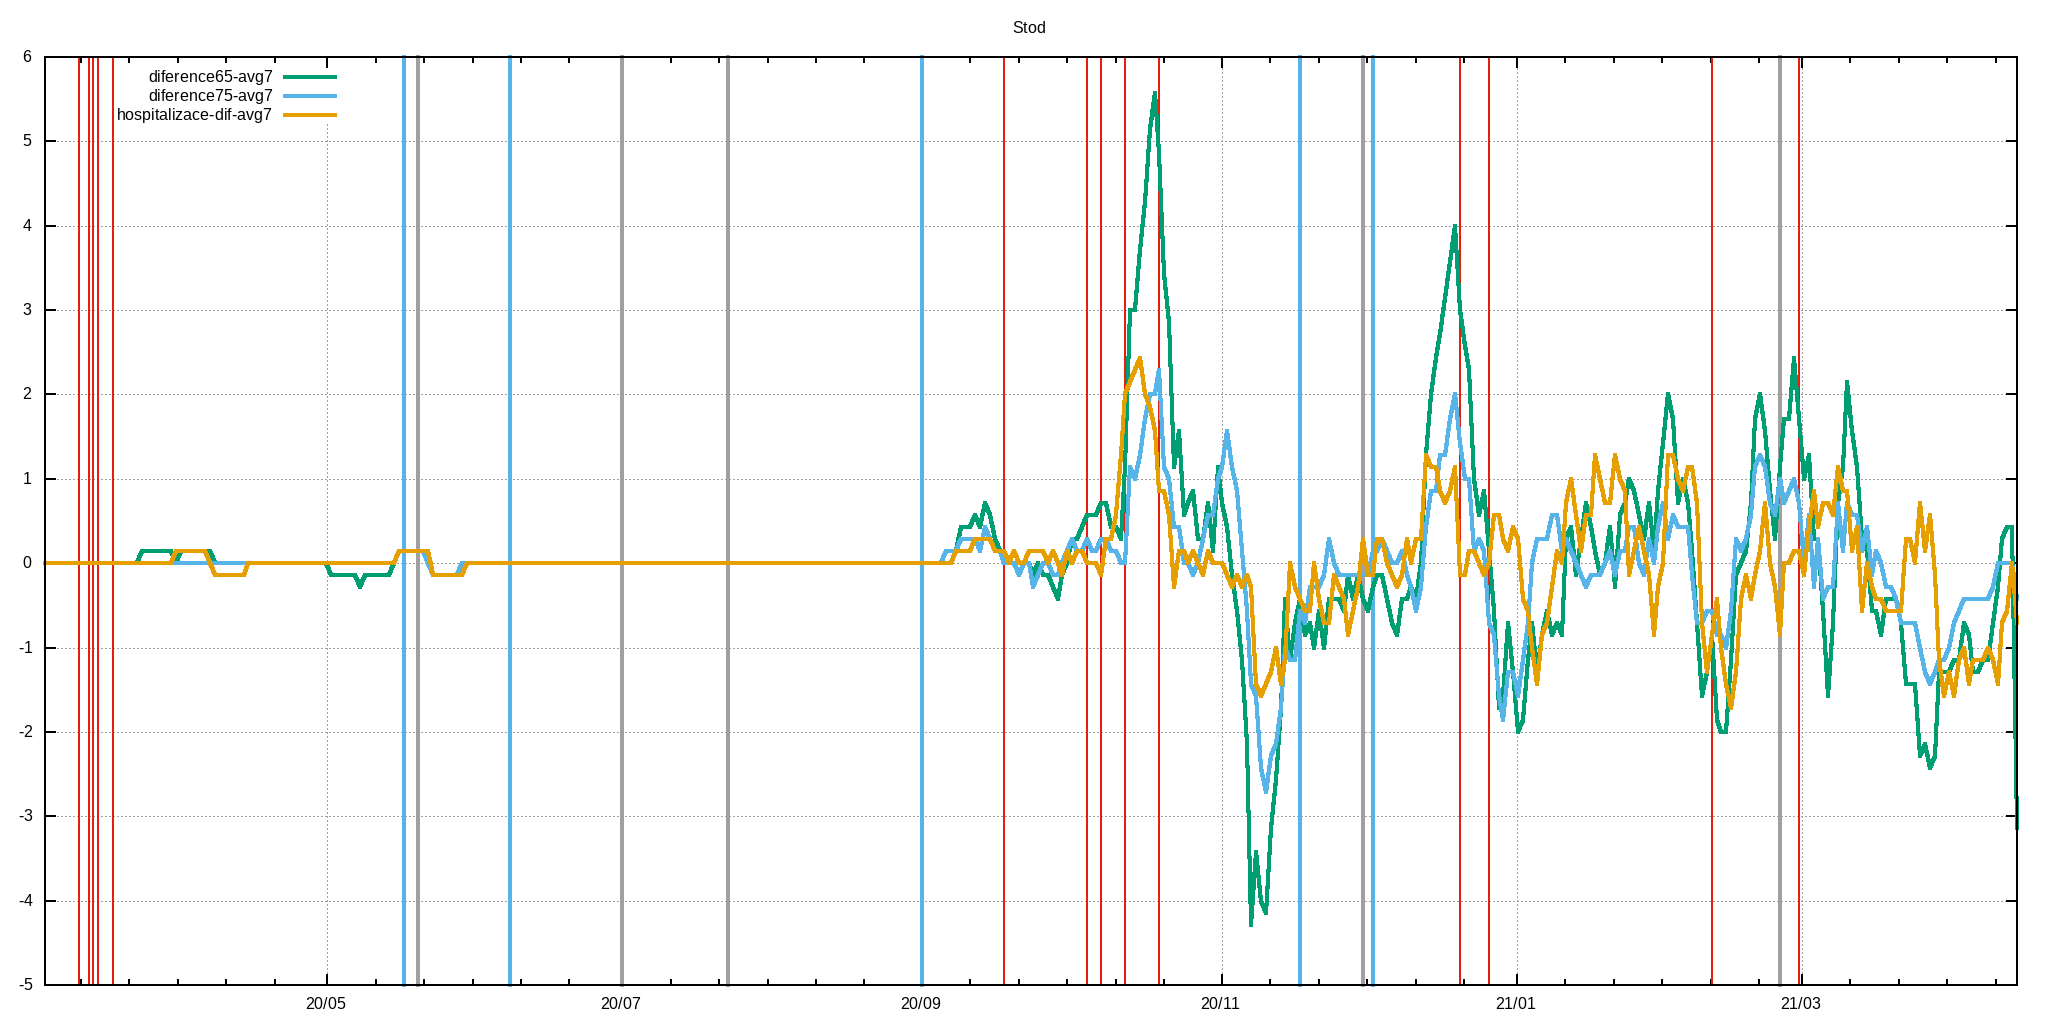 Stod
diference65-avg7
diference75-avg7
hospitalizace-dif-avg7
6
5
4
3
2
1
0
-1
-2
-3
-4
-5
20/05 20/07 20/09 20/11 21/01 21/03